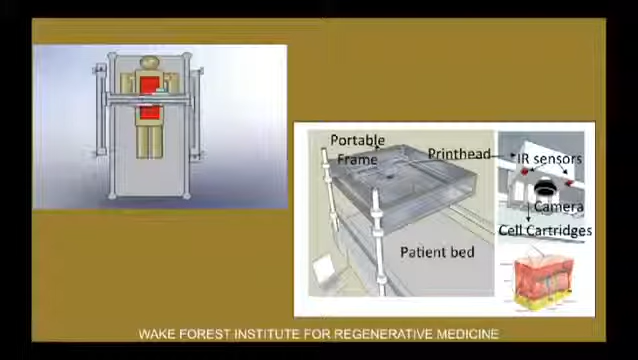 Portable
Frame
Printhead
IR sensors
Camera
Cell Cartridges
Patient bed
WAKE FOREST INSTITUTE FOR REGENERATIVE MEDICINE